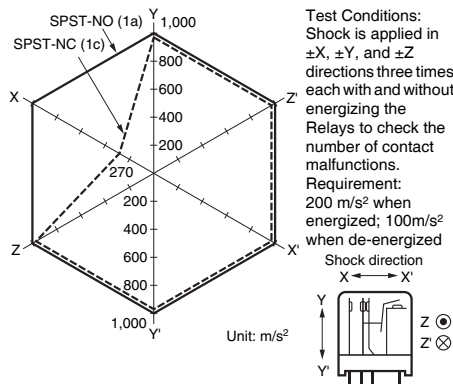 SPST-NO (1a)
SPST-NC (1c)
Y
1,000
800
600
400
200
X
Z'
270
200
400
600
800
1,000
Z
X'
Y'
Unit: m/s²
Test Conditions:
Shock is applied in
±X, ±Y, and ±Z
directions three times
each with and without
energizing the
Relays to check the
number of contact
malfunctions.
Requirement:
200 m/s² when
energized; 100m/s²
when de-energized
Shock direction
X X'
Y
Z
Z'
Y'